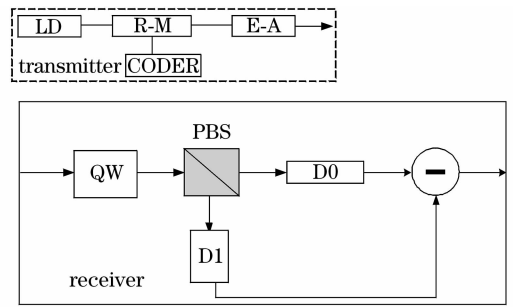 LD R-M E-A
transmitter CODER
PBS
QW D0
D1
receiver